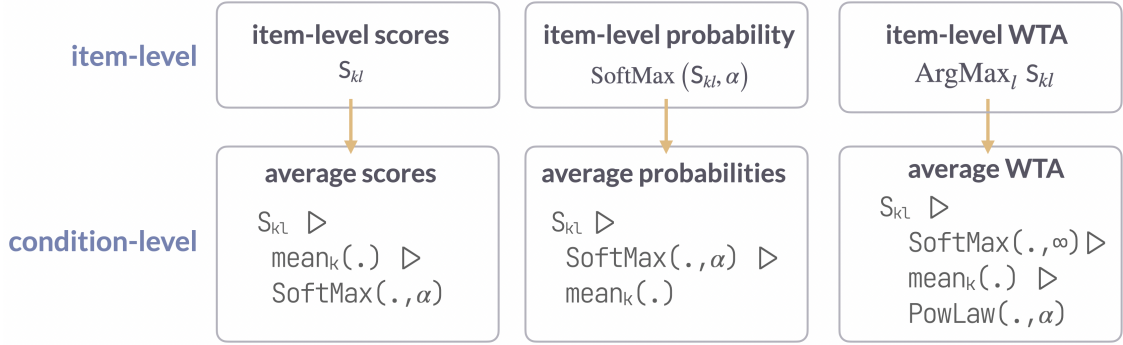 item-level
item-level scores
S_kl
item-level probability
SoftMax (S_kl, α)
item-level WTA
ArgMax_l S_kl
condition-level
average scores
S_kl ▷
mean_k(.) ▷
SoftMax(.,α)
average probabilities
S_kl ▷
SoftMax(.,α) ▷
mean_k(.)
average WTA
S_kl ▷
SoftMax(.,∞) ▷
mean_k(.) ▷
PowLaw(.,α)